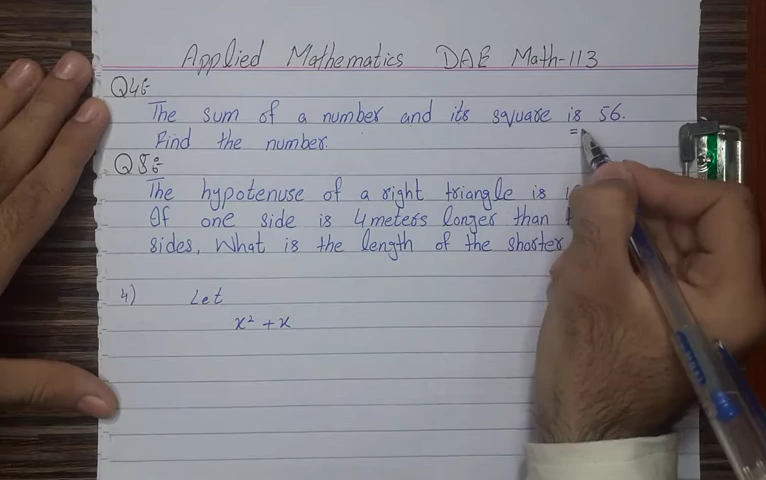 Applied Mathematics DAE Math-113
Q4:-
The sum of a number and its square is 56.
Find the number.
Q8:-
The hypotenuse of a right triangle is
Of one side is 4 meters longer than
sides, What is the length of the shorter
4) Let
x² + x